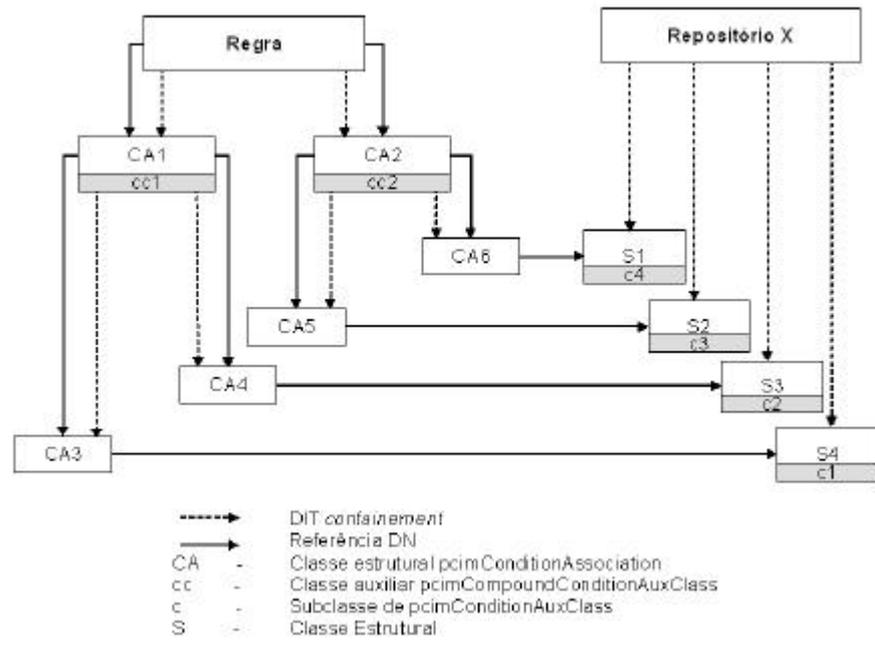 Regra
Repositório X
CA1
cc1
CA2
cc2
CA6
S1
c4
CA5
S2
c3
CA4
S3
c2
CA3
S4
c1
DIT containement
Referência DN
CA - Classe estrutural pcimConditionAssociation
cc - Classe auxiliar pcimCompoundConditionAuxClass
c - Subclasse de pcimConditionAuxClass
S - Classe Estrutural